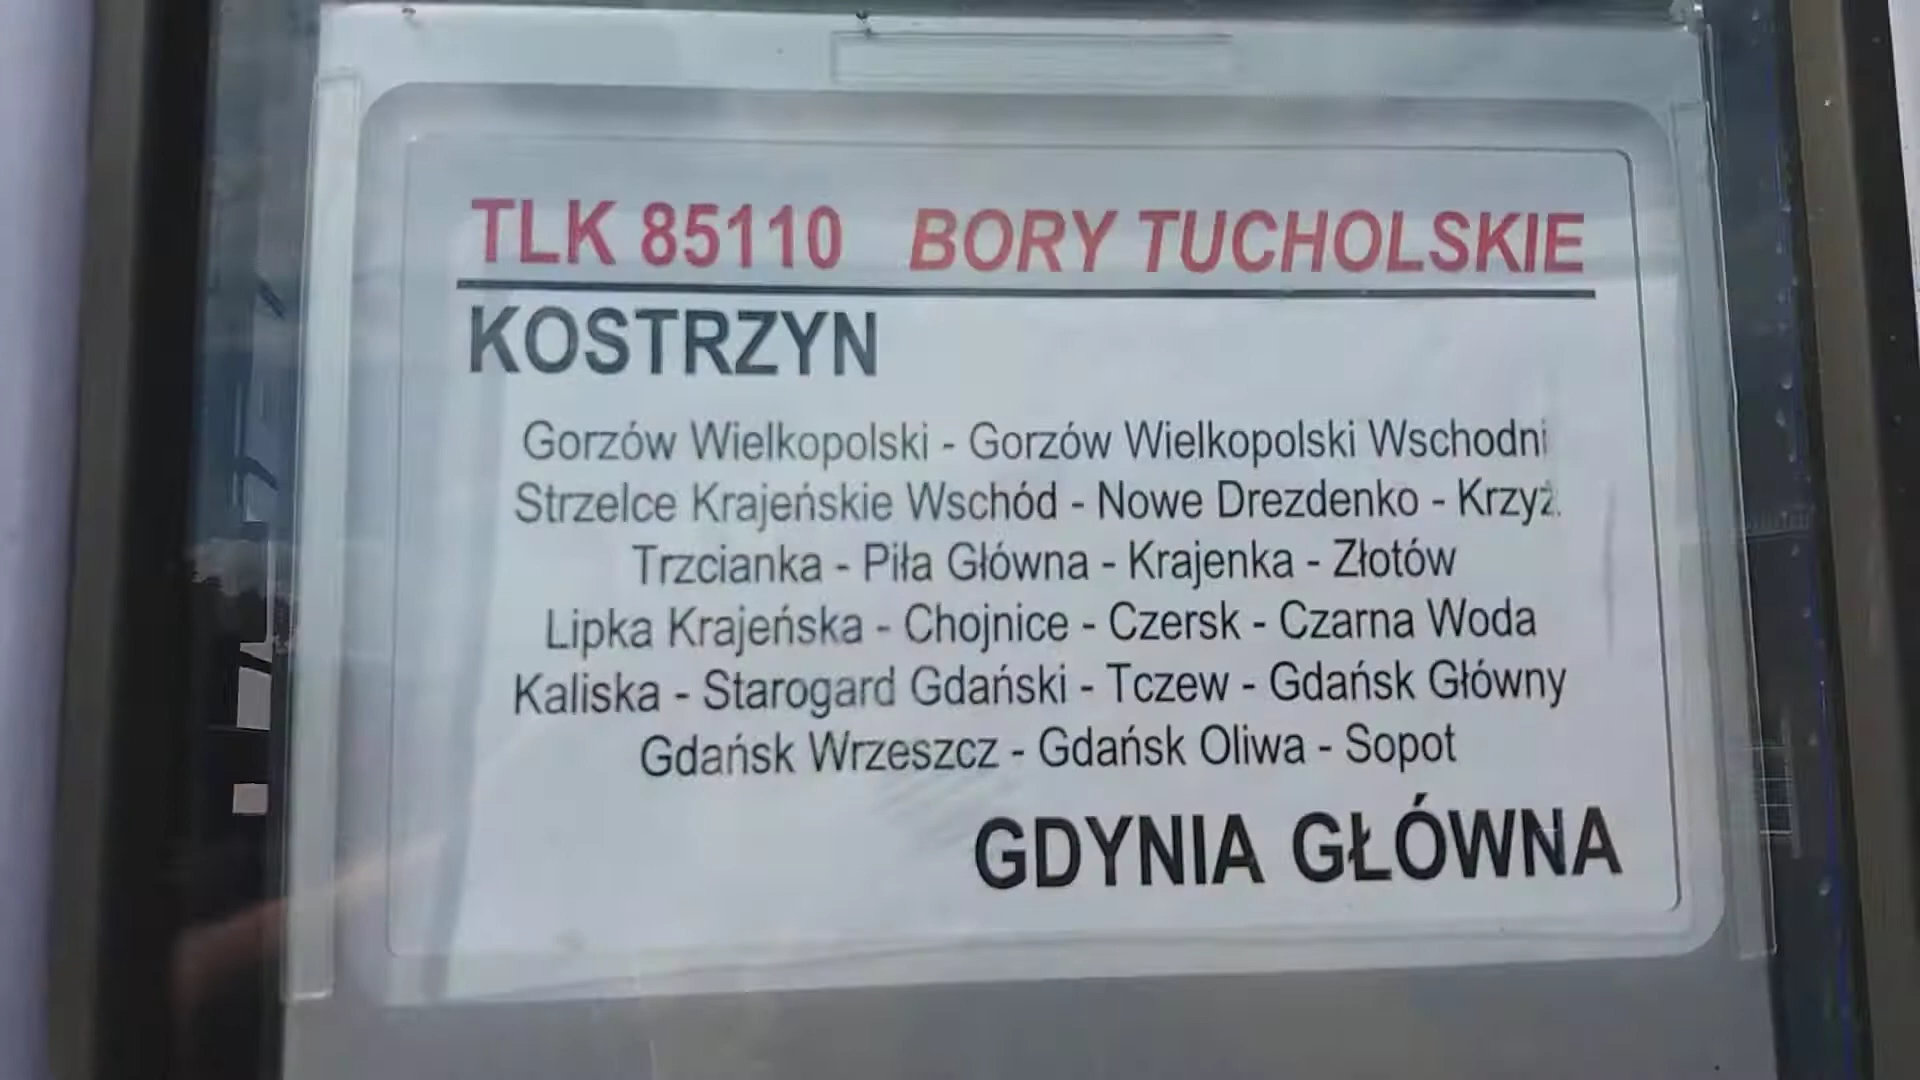 TLK 85110 BORY TUCHOLSKIE
KOSTRZYN
Gorzów Wielkopolski - Gorzów Wielkopolski Wschodni
Strzelce Krajeńskie Wschód - Nowe Drezdenko - Krzyż
Trzcianka - Piła Główna - Krajenka - Złotów
Lipka Krajeńska - Chojnice - Czersk - Czarna Woda
Kaliska - Starogard Gdański - Tczew - Gdańsk Główny
Gdańsk Wrzeszcz - Gdańsk Oliwa - Sopot
GDYNIA GŁÓWNA